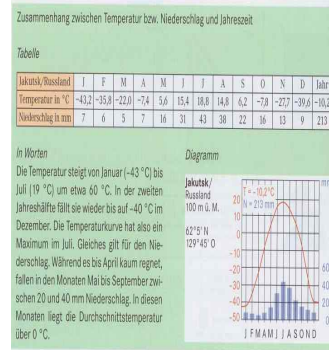 Zusammenhang zwischen Temperatur bzw. Niederschlag und Jahreszeit
Tabelle
Jakutsk/Russland J F M A M J J A S O N D Jahr
Temperatur in °C -43,2 -35,8 -22,0 -7,4 5,6 15,4 18,8 14,8 6,2 -7,8 -27,7 -39,6 -10,2
Niederschlag in mm 7 6 5 7 16 31 43 38 22 16 13 9 213
In Worten
Die Temperatur steigt von Januar (-43 °C) bis
Juli (19 °C) um etwa 60 °C. In der zweiten
Jahreshälfte fällt sie wieder bis auf -40 °C im
Dezember. Die Temperaturkurve hat also ein
Maximum im Juli. Gleiches gilt für den Nie-
derschlag. Während es bis April kaum regnet,
fallen in den Monaten Mai bis September zwi-
schen 20 und 40 mm Niederschlag. In diesen
Monaten liegt die Durchschnittstemperatur
über 0 °C.
Diagramm
Jakutsk/
Russland
100 m ü. M.
62°5' N
129°45' O
T = -10,2°C
N = 213 mm
mm
20
10
0
-10
-20
-30
-40
-50
60
40
20
0
J F M A M J J A S O N D